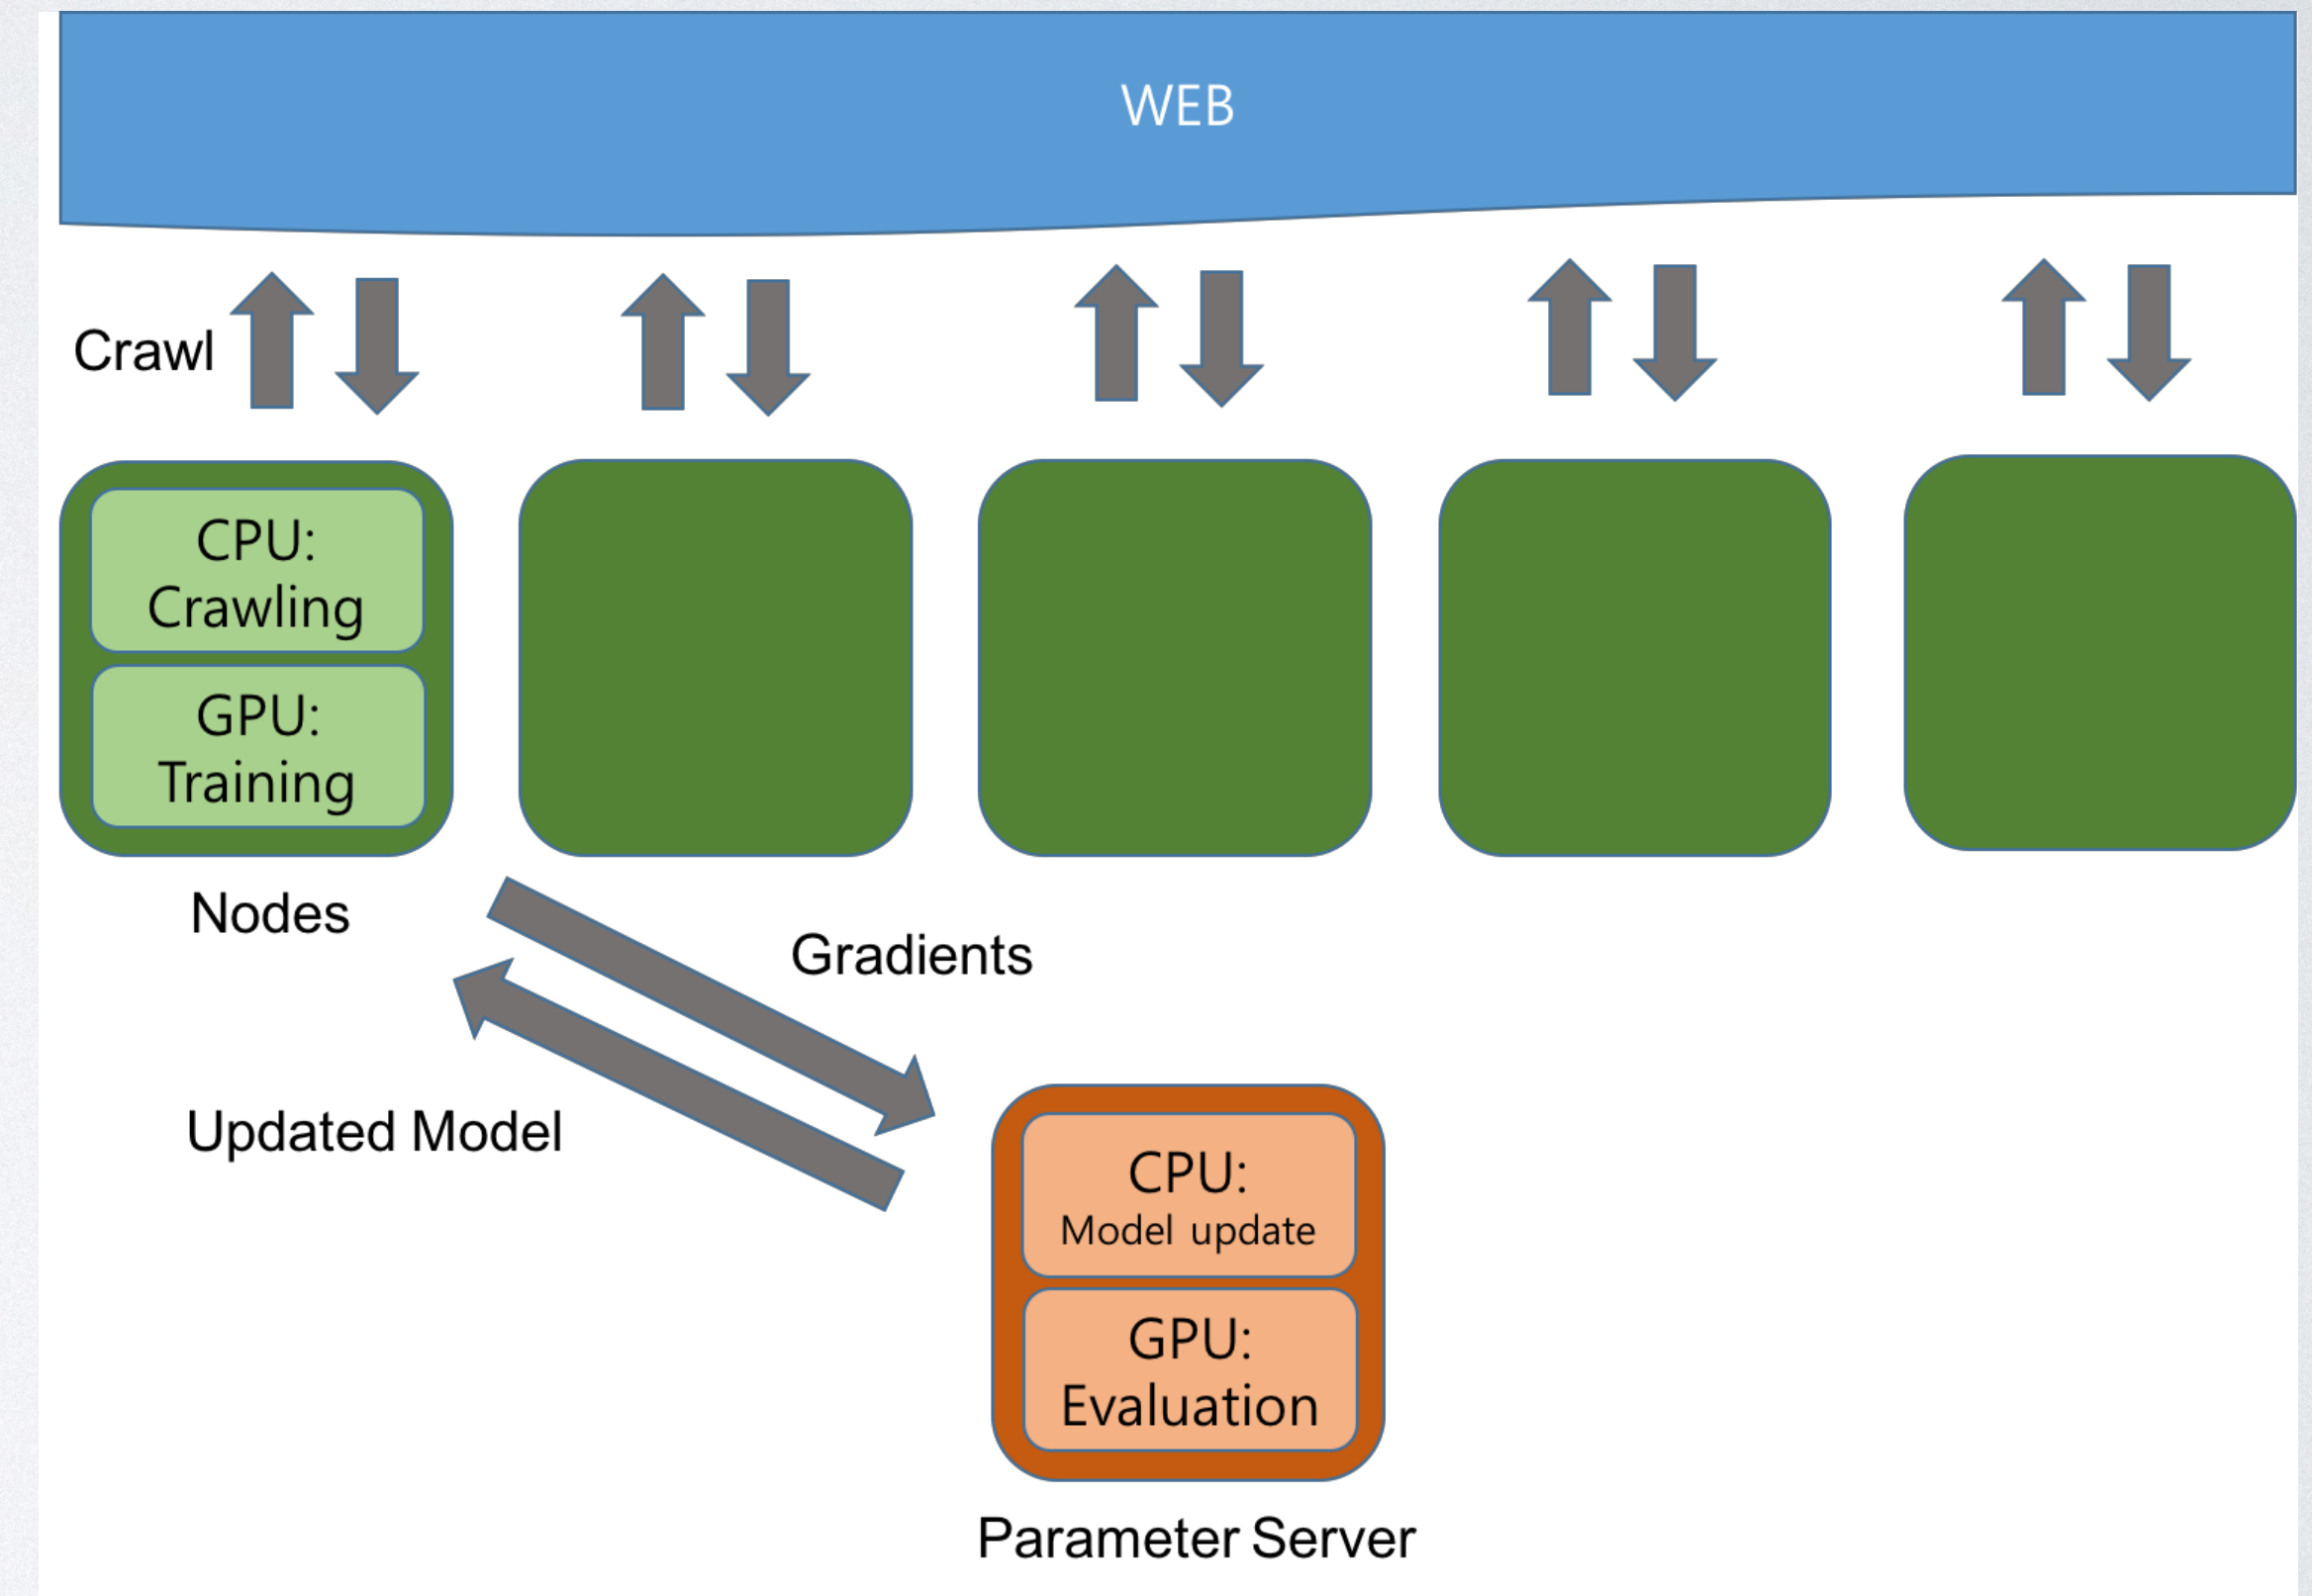 WEB
Crawl
CPU:
Crawling
GPU:
Training
Nodes
Gradients
Updated Model
CPU:
Model update
GPU:
Evaluation
Parameter Server